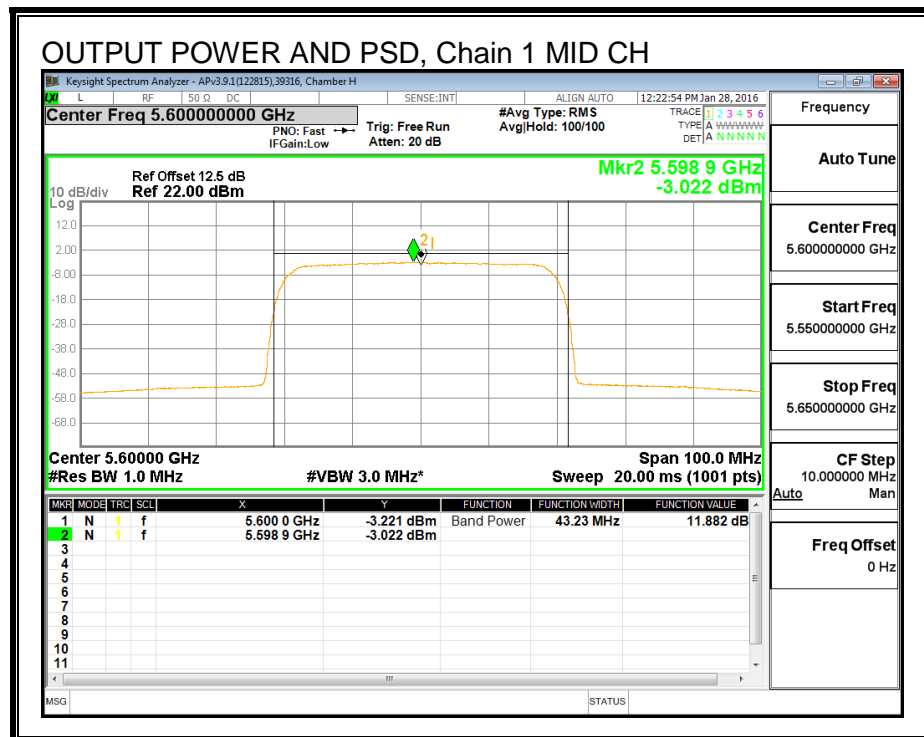 OUTPUT POWER AND PSD, Chain 1 MID CH
Keysight Spectrum Analyzer - APv3.9.1(122815),39316, Chamber H
LXI L RF 50 Ω DC SENSE:INT ALIGN AUTO 12:22:54 PM Jan 28, 2016
Center Freq 5.600000000 GHz
PNO: Fast
IFGain:Low
Trig: Free Run
Atten: 20 dB
#Avg Type: RMS
Avg|Hold: 100/100
TRACE 1 2 3 4 5 6
TYPE A WWWWW
DET A N N N N N
Mkr2 5.598 9 GHz
-3.022 dBm
Ref Offset 12.5 dB
10 dB/div Ref 22.00 dBm
Log
12.0
2.00
-8.00
-18.0
-28.0
-38.0
-48.0
-58.0
-68.0
2 1
Center 5.60000 GHz Span 100.0 MHz
#Res BW 1.0 MHz #VBW 3.0 MHz* Sweep 20.00 ms (1001 pts)
MKR MODE TRC SCL X Y FUNCTION FUNCTION WIDTH FUNCTION VALUE
1 N 1 f 5.600 0 GHz -3.221 dBm Band Power 43.23 MHz 11.882 dB
2 N 1 f 5.598 9 GHz -3.022 dBm
3
4
5
6
7
8
9
10
11
MSG STATUS
Frequency
Auto Tune
Center Freq
5.600000000 GHz
Start Freq
5.550000000 GHz
Stop Freq
5.650000000 GHz
CF Step
10.000000 MHz
Auto Man
Freq Offset
0 Hz